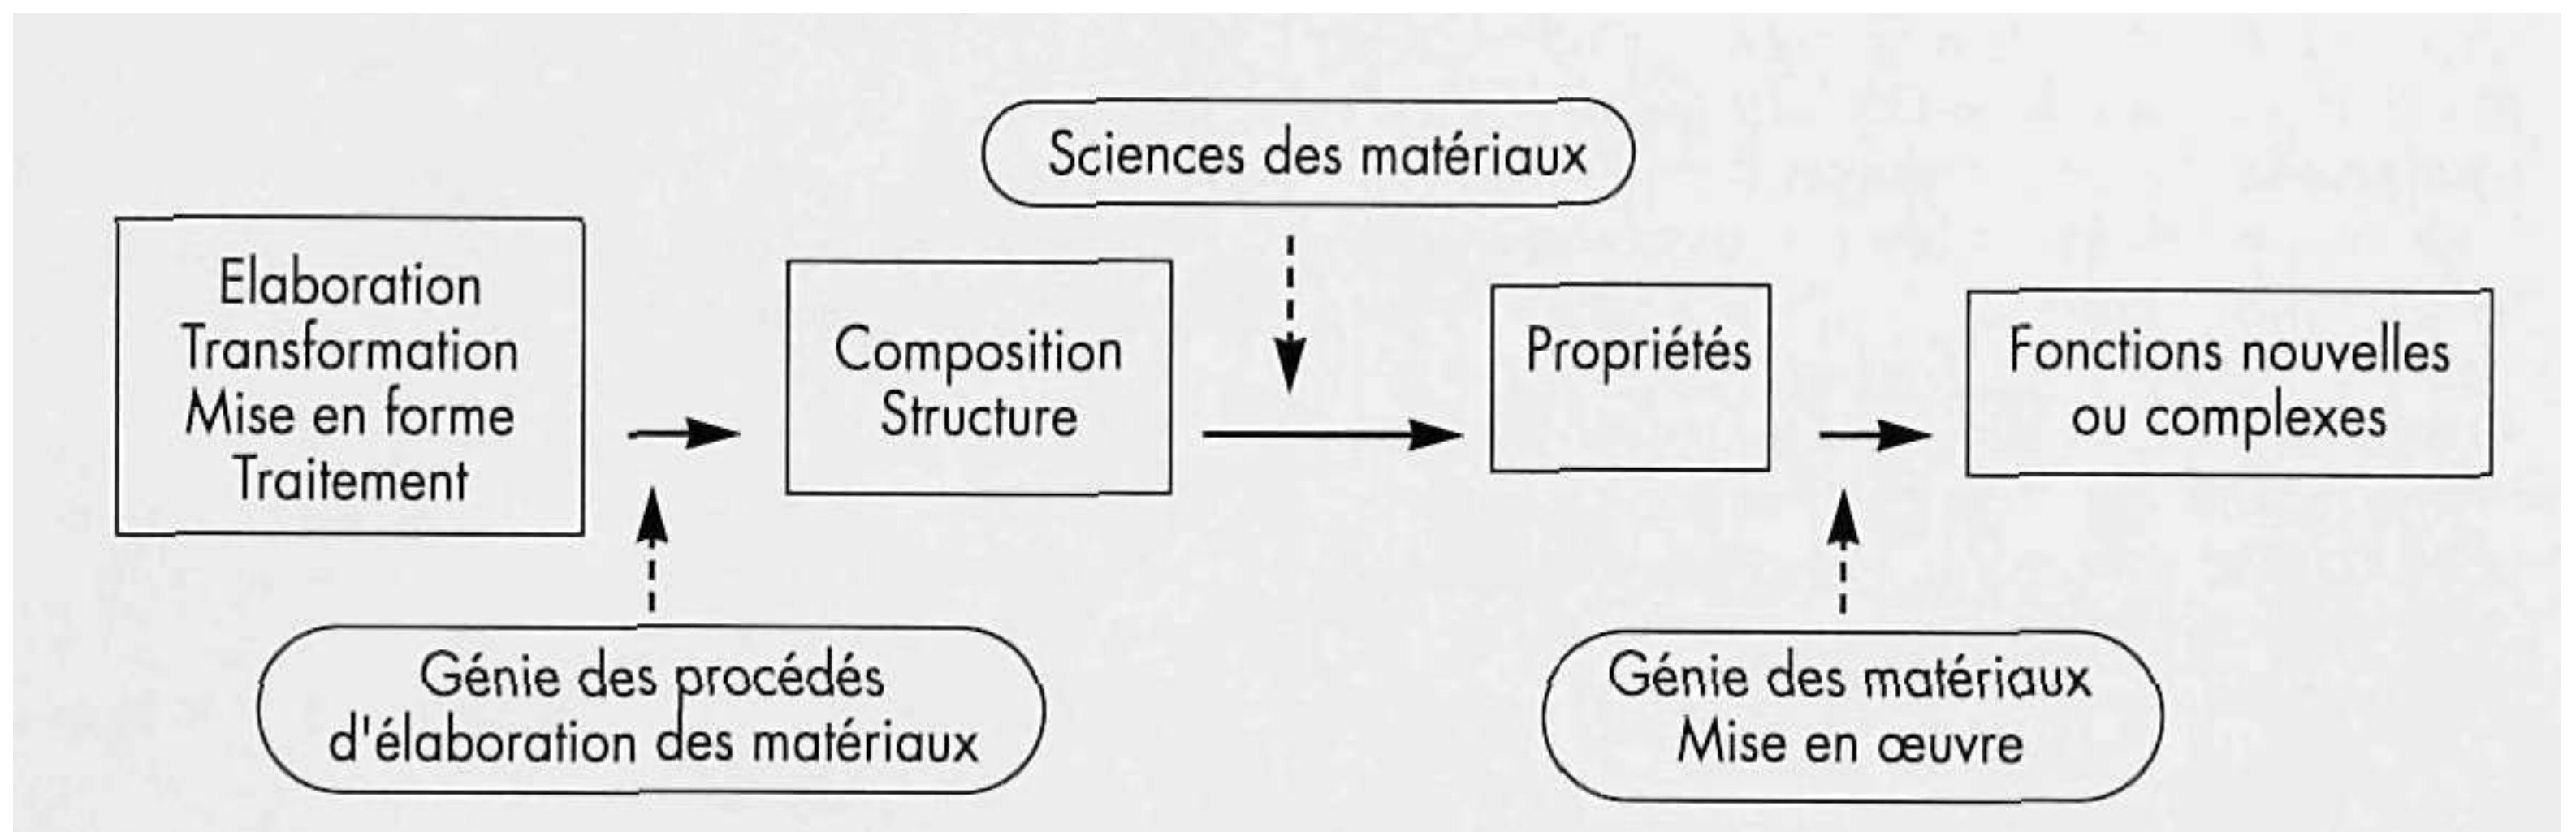 Sciences des matériaux
Elaboration
Transformation
Mise en forme
Traitement
Composition
Structure
Propriétés
Fonctions nouvelles
ou complexes
Génie des procédés
d'élaboration des matériaux
Génie des matériaux
Mise en œuvre